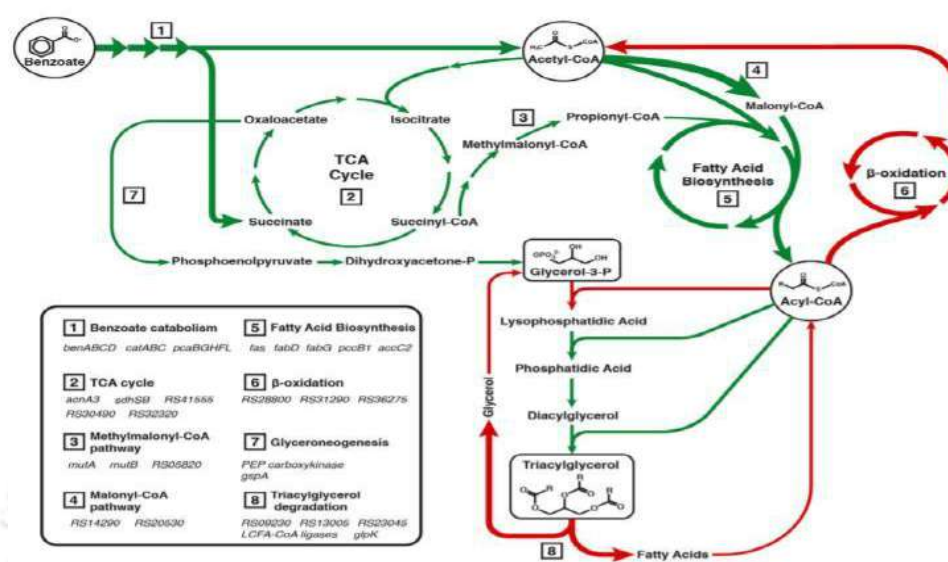 1
Benzoate
Acetyl-CoA
4
Malonyl-CoA
Oxaloacetate
Isocitrate
3
Propionyl-CoA
Methylmalonyl-CoA
TCA
Cycle
2
Fatty Acid
Biosynthesis
5
β-oxidation
6
7
Succinate
Succinyl-CoA
Phosphoenolpyruvate
Dihydroxyacetone-P
Glycerol-3-P
Acyl-CoA
Lysophosphatidic Acid
Phosphatidic Acid
Glycerol
Diacylglycerol
Triacylglycerol
8
Fatty Acids
1 Benzoate catabolism
benABCD catABC pcaBGHFL
2 TCA cycle
acnA3 sdhSB RS41555
RS30490 RS32320
3 Methylmalonyl-CoA
pathway
mutA mutB RS05820
4 Malonyl-CoA
pathway
RS14290 RS20530
5 Fatty Acid Biosynthesis
fas fabD fabG pccB1 accC2
6 β-oxidation
RS28800 RS31290 RS36275
7 Glyceroneogenesis
PEP carboxykinase
gspA
8 Triacylglycerol
degradation
RS09230 RS13005 RS23045
LCFA-CoA ligases glpK